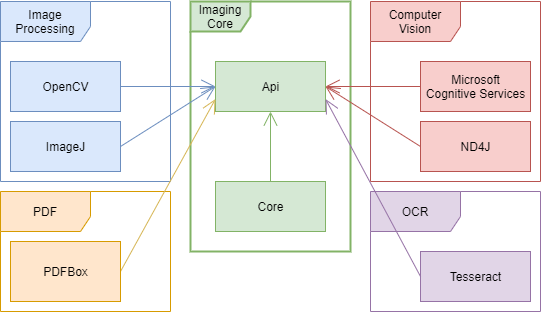 Image
Processing
OpenCV
ImageJ
Imaging
Core
Api
Core
Computer
Vision
Microsoft
Cognitive Services
ND4J
PDF
PDFBox
OCR
Tesseract